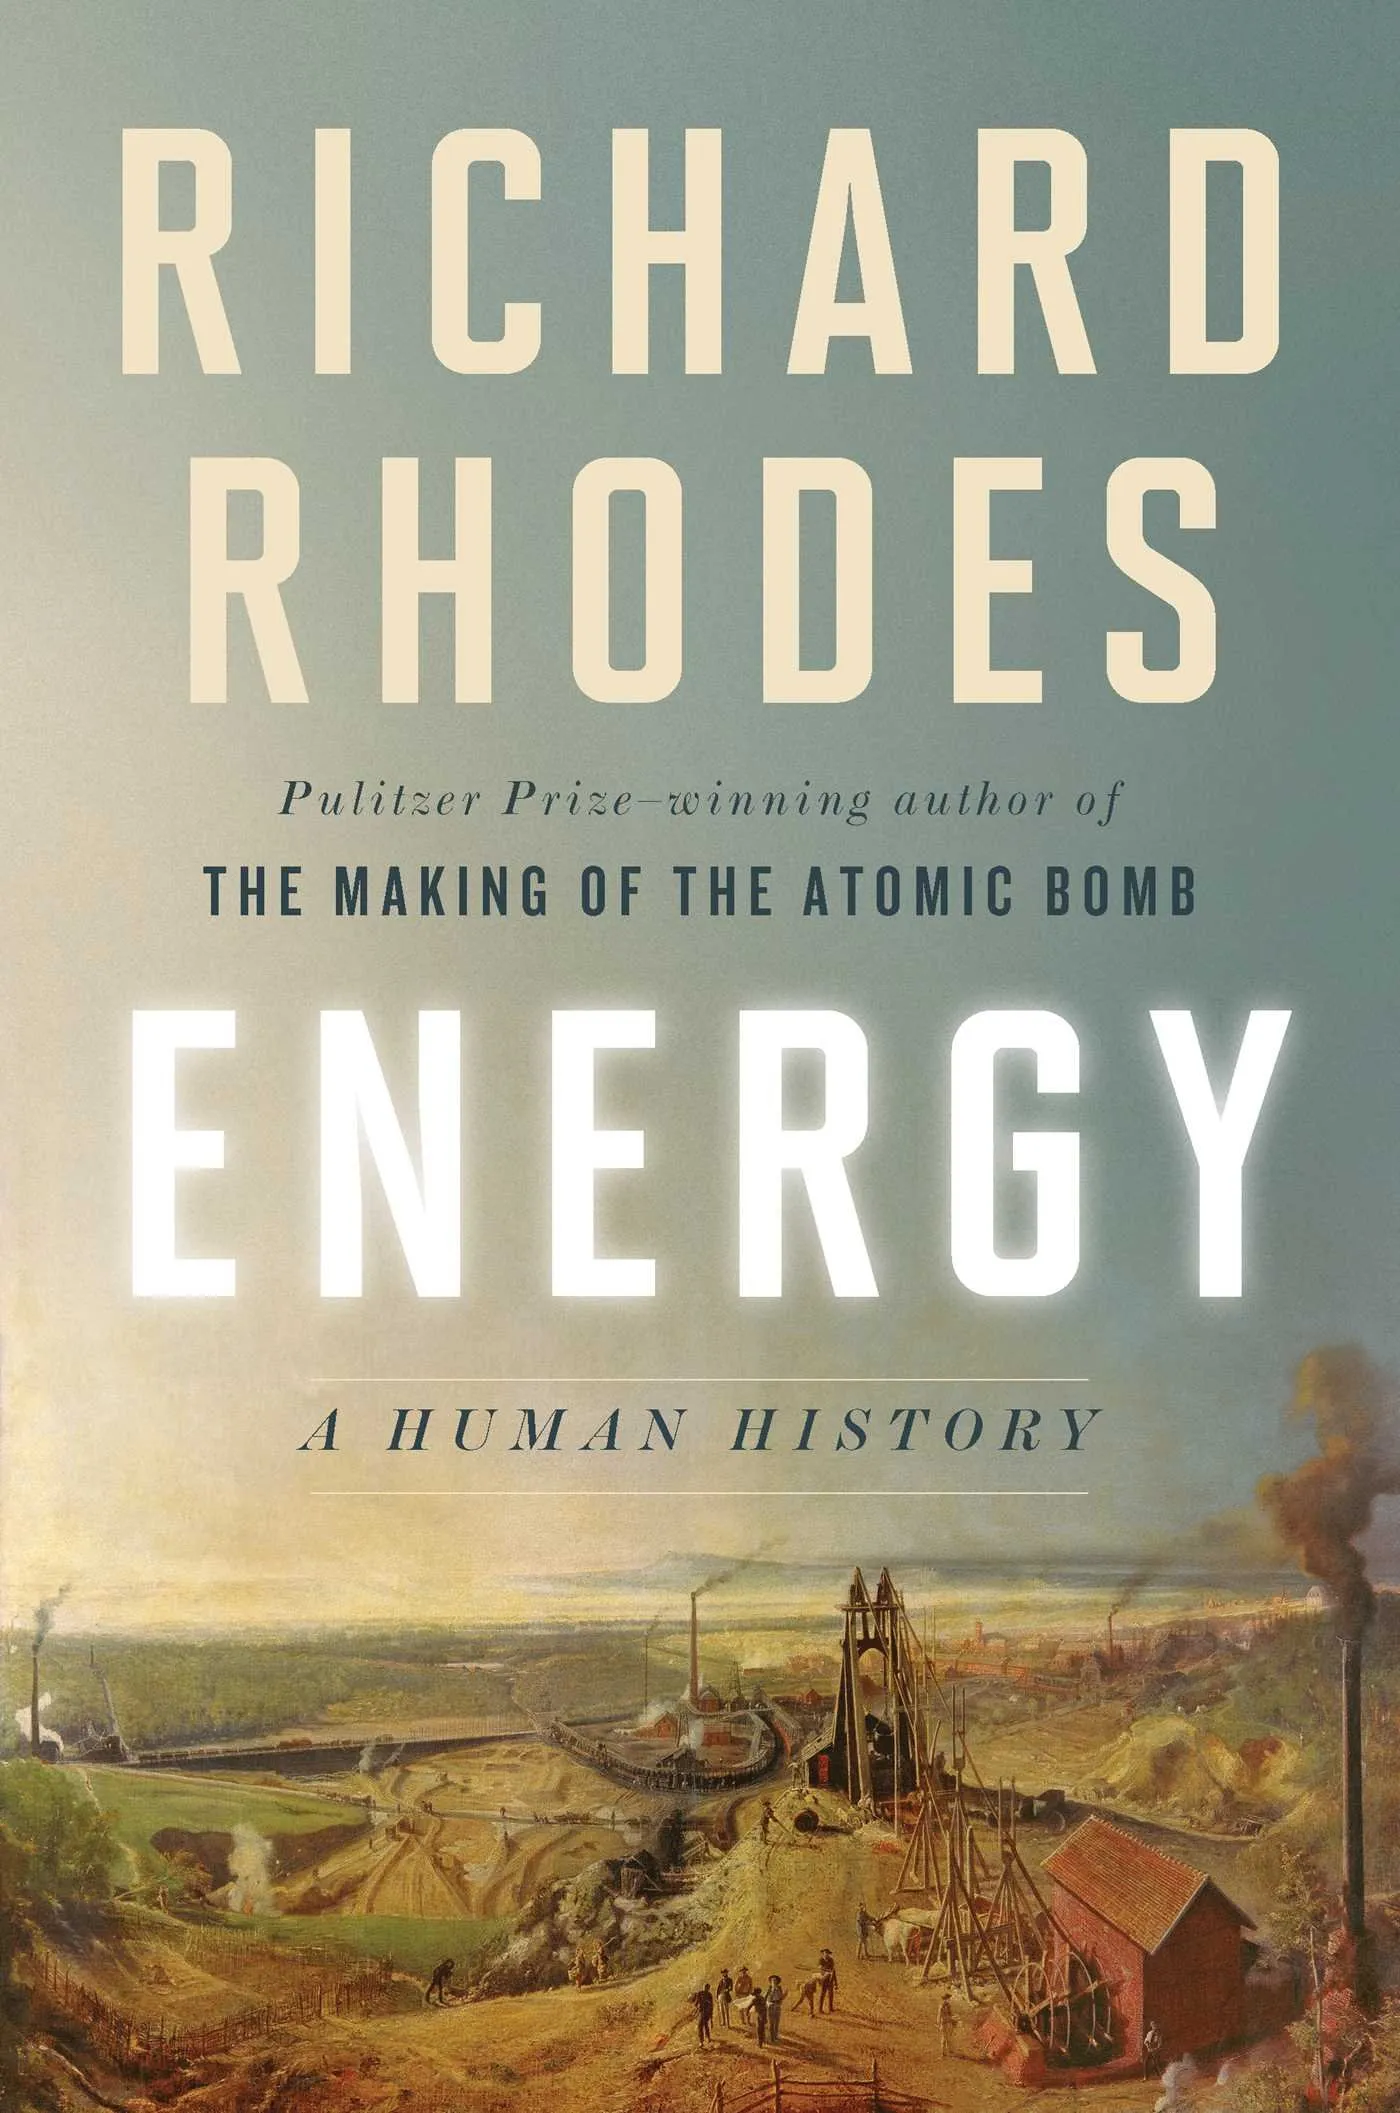 RICHARD
RHODES
Pulitzer Prize–winning author of
THE MAKING OF THE ATOMIC BOMB
ENERGY
A HUMAN HISTORY